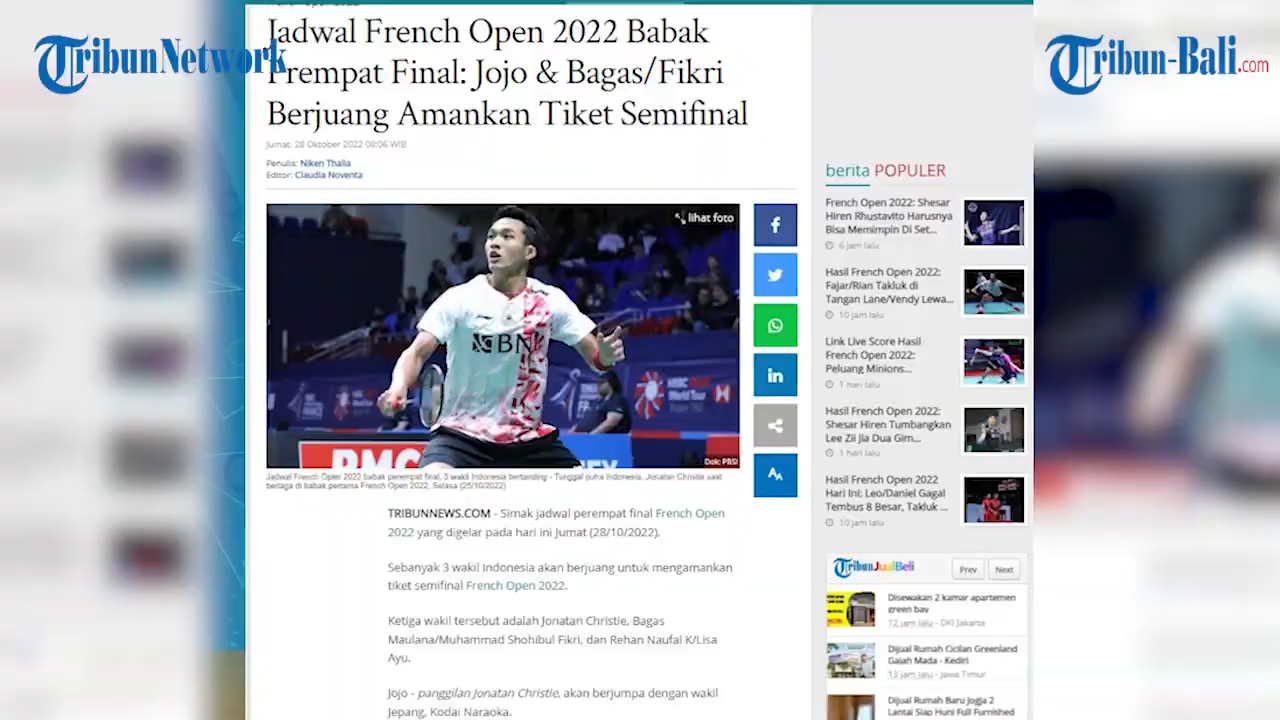 TribunNetwork
Tribun-Bali.com
Jadwal French Open 2022 Babak
Prempat Final: Jojo & Bagas/Fikri
Berjuang Amankan Tiket Semifinal
Jumat, 28 Oktober 2022 08:06 WIB
Penulis: Niken Thalia
Editor: Claudia Noventa
lihat foto
BNI
Dok: PBSI
Jadwal French Open 2022 babak perempat final, 3 wakil Indonesia bertanding - Tunggal putra Indonesia, Jonatan Christie saat
berlaga di babak pertama French Open 2022, Selasa (25/10/2022)
TRIBUNNEWS.COM - Simak jadwal perempat final French Open
2022 yang digelar pada hari ini Jumat (28/10/2022).
Sebanyak 3 wakil Indonesia akan berjuang untuk mengamankan
tiket semifinal French Open 2022.
Ketiga wakil tersebut adalah Jonatan Christie, Bagas
Maulana/Muhammad Shohibul Fikri, dan Rehan Naufal K/Lisa
Ayu.
Jojo - panggilan Jonatan Christie, akan berjumpa dengan wakil
Jepang, Kodai Naraoka.
berita POPULER
French Open 2022: Shesar
Hiren Rhustavito Harusnya
Bisa Memimpin Di Set...
6 jam lalu
Hasil French Open 2022:
Fajar/Rian Takluk di
Tangan Lane/Vendy Lewa...
10 jam lalu
Link Live Score Hasil
French Open 2022:
Peluang Minions...
1 hari lalu
Hasil French Open 2022:
Shesar Hiren Tumbangkan
Lee Zii Jia Dua Gim...
1 hari lalu
Hasil French Open 2022
Hari Ini: Leo/Daniel Gagal
Tembus 8 Besar, Takluk ...
10 jam lalu
TribunJualBeli
Prev
Next
Disewakan 2 kamar apartemen
green bay
12 jam lalu - DKI Jakarta
Dijual Rumah Cicilan Greenland
Gajah Mada - Kediri
13 jam lalu - Jawa Timur
Dijual Rumah Baru Jogja 2
Lantai Siap Huni Full Furnished